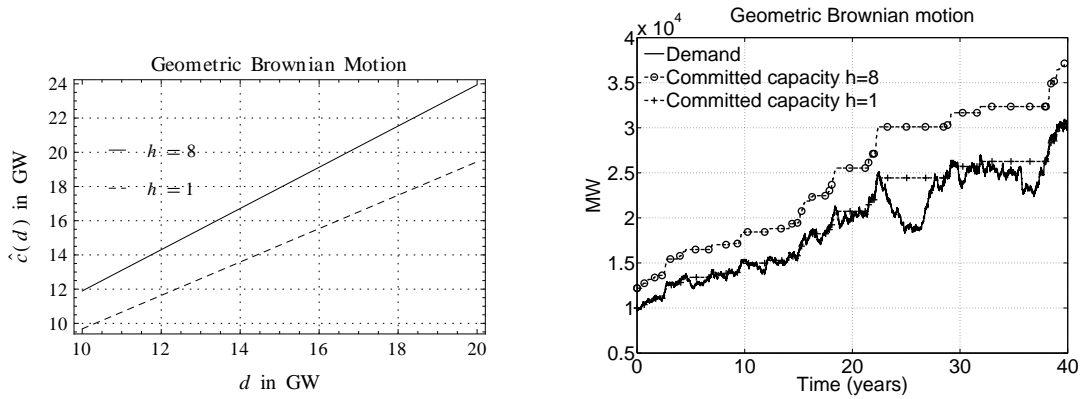 Geometric Brownian Motion
24
22
20
18
16
14
12
10
10 12 14 16 18 20
ĉ(d) in GW
d in GW
h = 8
h = 1
Geometric Brownian motion
4 x 10^4
3.5
3
2.5
2
1.5
1
0.5
0 10 20 30 40
MW
Time (years)
Demand
Committed capacity h=8
Committed capacity h=1